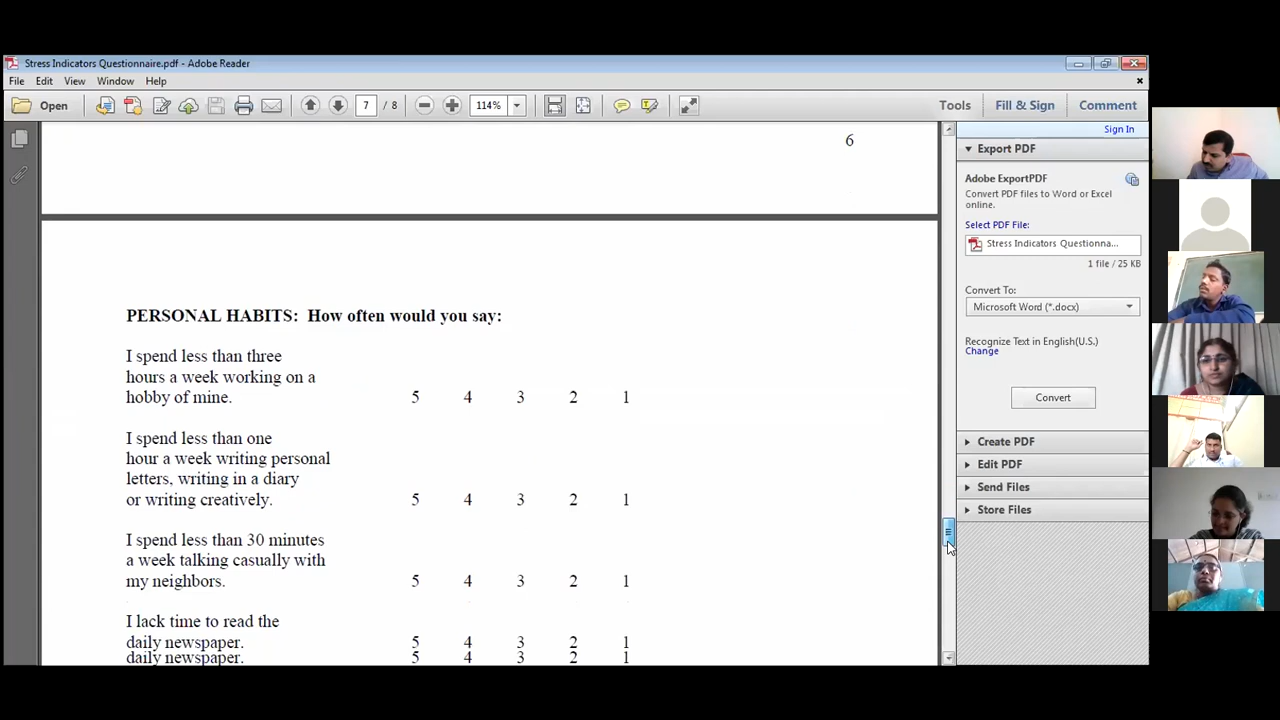 Stress Indicators Questionnaire.pdf - Adobe Reader
File Edit View Window Help
Open 7 / 8 114% Tools Fill & Sign Comment
Sign In
6
Export PDF
Adobe ExportPDF
Convert PDF files to Word or Excel
online.
Select PDF File:
Stress Indicators Questionna...
1 file / 25 KB
Convert To:
Microsoft Word (*.docx)
Recognize Text in English(U.S.)
Change
Convert
Create PDF
Edit PDF
Send Files
Store Files
PERSONAL HABITS: How often would you say:
I spend less than three
hours a week working on a
hobby of mine. 5 4 3 2 1
I spend less than one
hour a week writing personal
letters, writing in a diary
or writing creatively. 5 4 3 2 1
I spend less than 30 minutes
a week talking casually with
my neighbors. 5 4 3 2 1
I lack time to read the
daily newspaper. 5 4 3 2 1
daily newspaper. 5 4 3 2 1